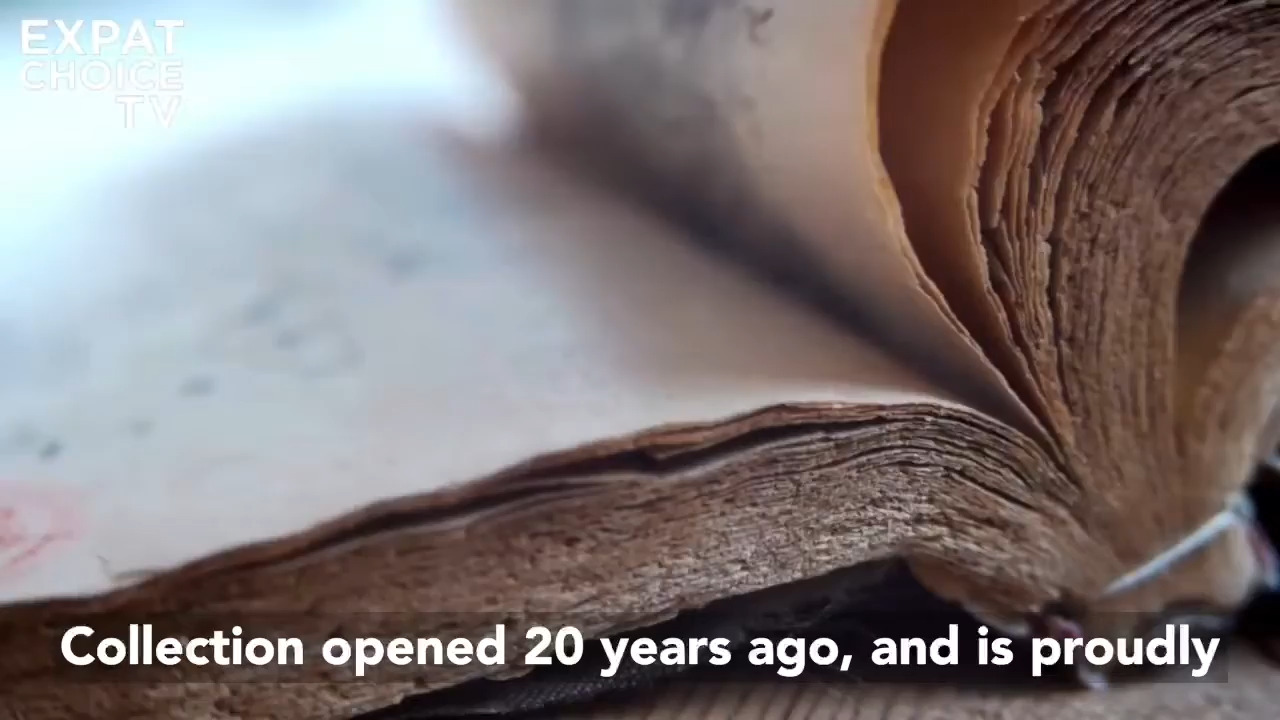 EXPAT
CHOICE
TV
Collection opened 20 years ago, and is proudly